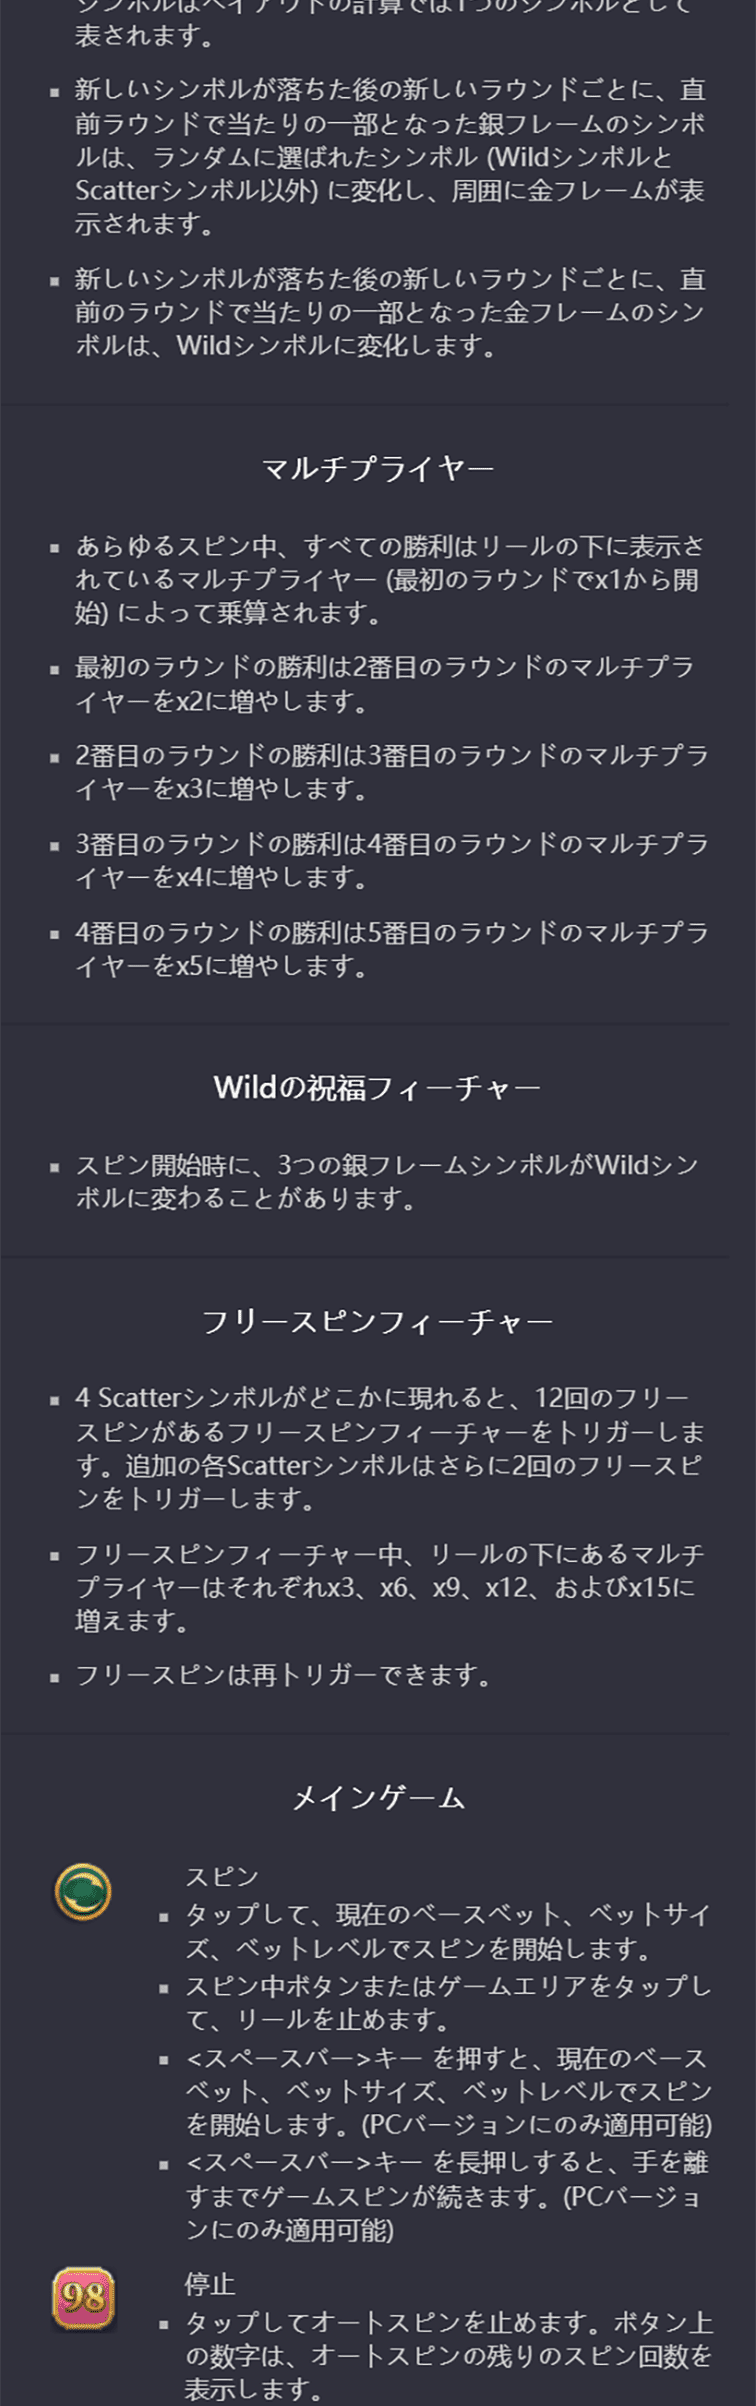 シンボルはペイアウトの計算では1つのシンボルとして
表されます。
新しいシンボルが落ちた後の新しいラウンドごとに、直
前ラウンドで当たりの一部となった銀フレームのシンボ
ルは、ランダムに選ばれたシンボル (Wildシンボルと
Scatterシンボル以外) に変化し、周囲に金フレームが表
示されます。
新しいシンボルが落ちた後の新しいラウンドごとに、直
前のラウンドで当たりの一部となった金フレームのシン
ボルは、Wildシンボルに変化します。
マルチプライヤー
あらゆるスピン中、すべての勝利はリールの下に表示さ
れているマルチプライヤー (最初のラウンドでx1から開
始) によって乗算されます。
最初のラウンドの勝利は2番目のラウンドのマルチプラ
イヤーをx2に増やします。
2番目のラウンドの勝利は3番目のラウンドのマルチプラ
イヤーをx3に増やします。
3番目のラウンドの勝利は4番目のラウンドのマルチプラ
イヤーをx4に増やします。
4番目のラウンドの勝利は5番目のラウンドのマルチプラ
イヤーをx5に増やします。
Wildの祝福フィーチャー
スピン開始時に、3つの銀フレームシンボルがWildシン
ボルに変わることがあります。
フリースピンフィーチャー
4 Scatterシンボルがどこかに現れると、12回のフリー
スピンがあるフリースピンフィーチャーをトリガーしま
す。追加の各Scatterシンボルはさらに2回のフリースピ
ンをトリガーします。
フリースピンフィーチャー中、リールの下にあるマルチ
プライヤーはそれぞれx3、x6、x9、x12、およびx15に
増えます。
フリースピンは再トリガーできます。
メインゲーム
スピン
タップして、現在のベースベット、ベットサイ
ズ、ベットレベルでスピンを開始します。
スピン中ボタンまたはゲームエリアをタップし
て、リールを止めます。
<スペースバー>キー を押すと、現在のベース
ベット、ベットサイズ、ベットレベルでスピン
を開始します。(PCバージョンにのみ適用可能)
<スペースバー>キー を長押しすると、手を離
すまでゲームスピンが続きます。(PCバージョ
ンにのみ適用可能)
98
停止
タップしてオートスピンを止めます。ボタン上
の数字は、オートスピンの残りのスピン回数を
表示します。